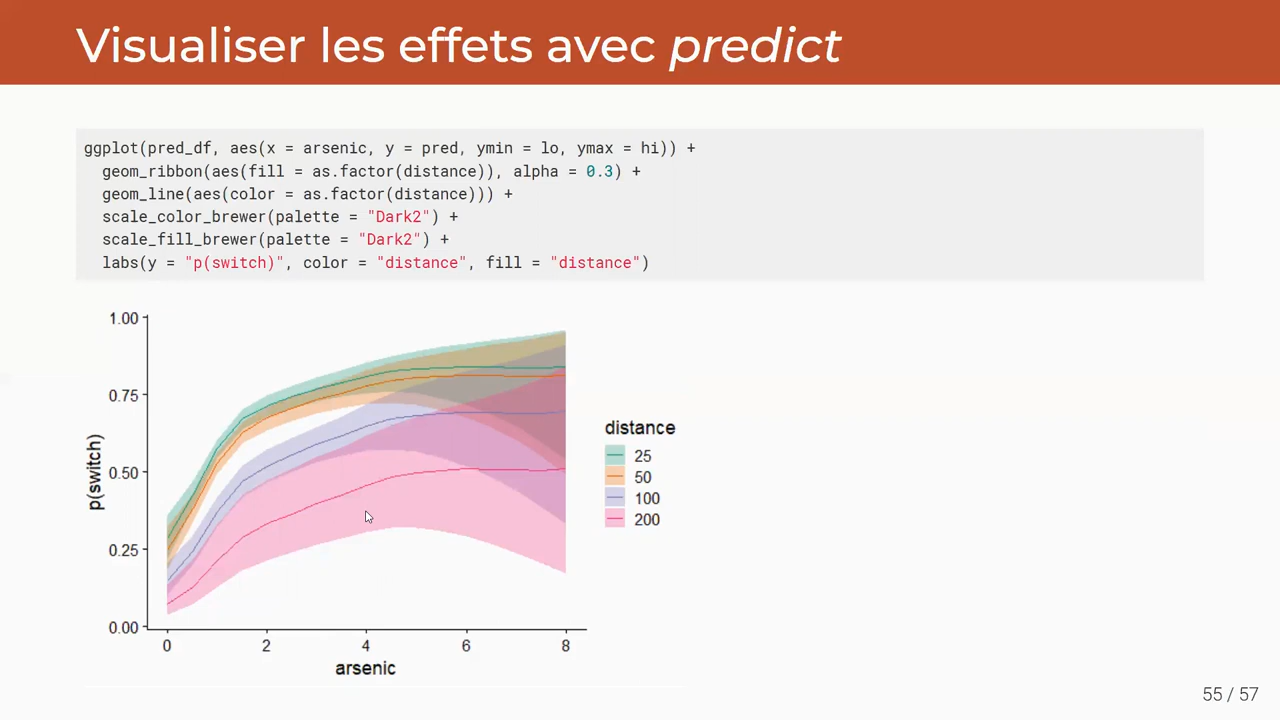 Visualiser les effets avec predict
ggplot(pred_df, aes(x = arsenic, y = pred, ymin = lo, ymax = hi)) +
  geom_ribbon(aes(fill = as.factor(distance)), alpha = 0.3) +
  geom_line(aes(color = as.factor(distance))) +
  scale_color_brewer(palette = "Dark2") +
  scale_fill_brewer(palette = "Dark2") +
  labs(y = "p(switch)", color = "distance", fill = "distance")
1.00
0.75
0.50
0.25
0.00
p(switch)
0 2 4 6 8
arsenic
distance
25
50
100
200
55 / 57